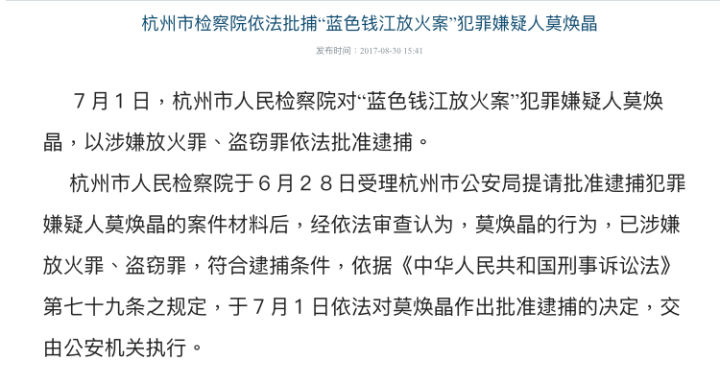 杭州市检察院依法批捕“蓝色钱江放火案”犯罪嫌疑人莫焕晶
发布时间：2017-08-30 15:41
７月１日，杭州市人民检察院对“蓝色钱江放火案”犯罪嫌疑人莫焕
晶，以涉嫌放火罪、盗窃罪依法批准逮捕。
杭州市人民检察院于６月２８日受理杭州市公安局提请批准逮捕犯罪
嫌疑人莫焕晶的案件材料后，经依法审查认为，莫焕晶的行为，已涉嫌
放火罪、盗窃罪，符合逮捕条件，依据《中华人民共和国刑事诉讼法》
第七十九条之规定，于７月１日依法对莫焕晶作出批准逮捕的决定，交
由公安机关执行。